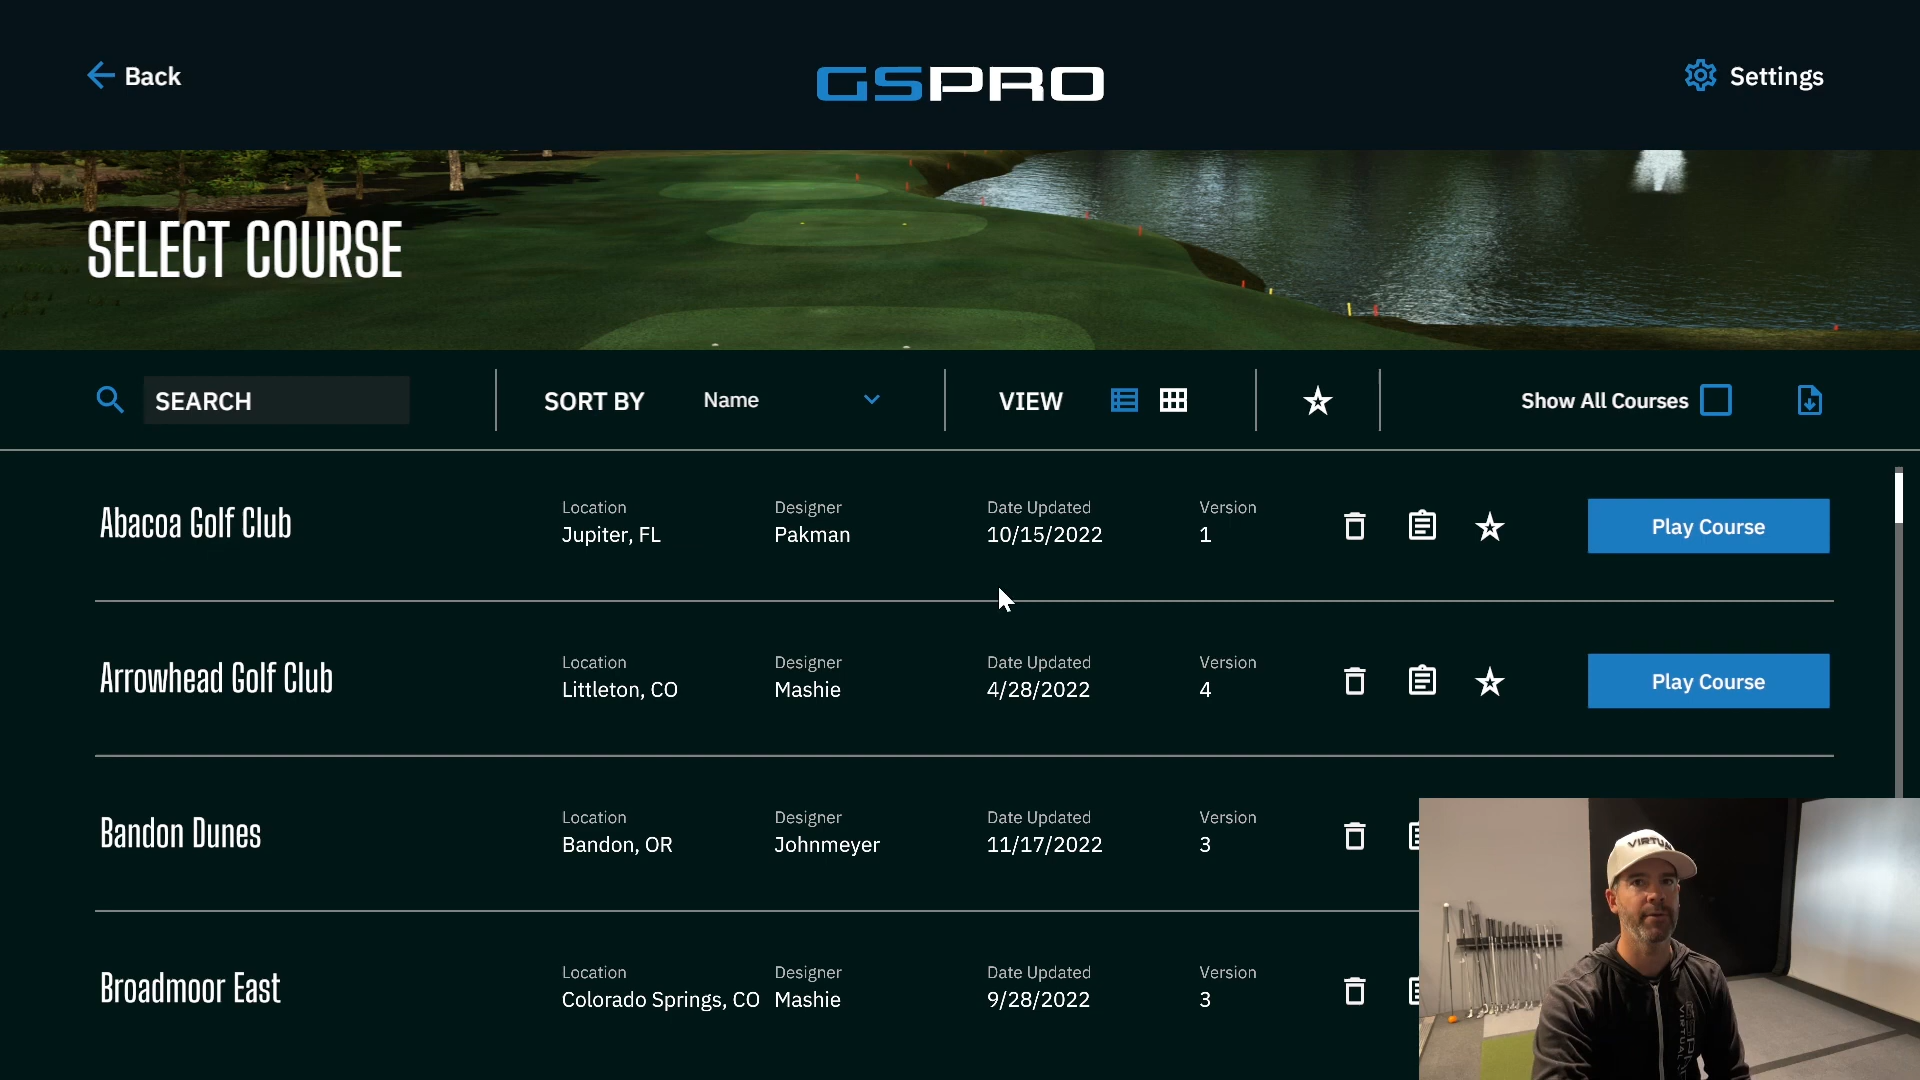 Back
GSPRO
Settings
SELECT COURSE
SEARCH
SORT BY
Name
VIEW
Show All Courses
Abacoa Golf Club
Location
Jupiter, FL
Designer
Pakman
Date Updated
10/15/2022
Version
1
Play Course
Arrowhead Golf Club
Location
Littleton, CO
Designer
Mashie
Date Updated
4/28/2022
Version
4
Play Course
Bandon Dunes
Location
Bandon, OR
Designer
Johnmeyer
Date Updated
11/17/2022
Version
3
Broadmoor East
Location
Colorado Springs, CO
Designer
Mashie
Date Updated
9/28/2022
Version
3